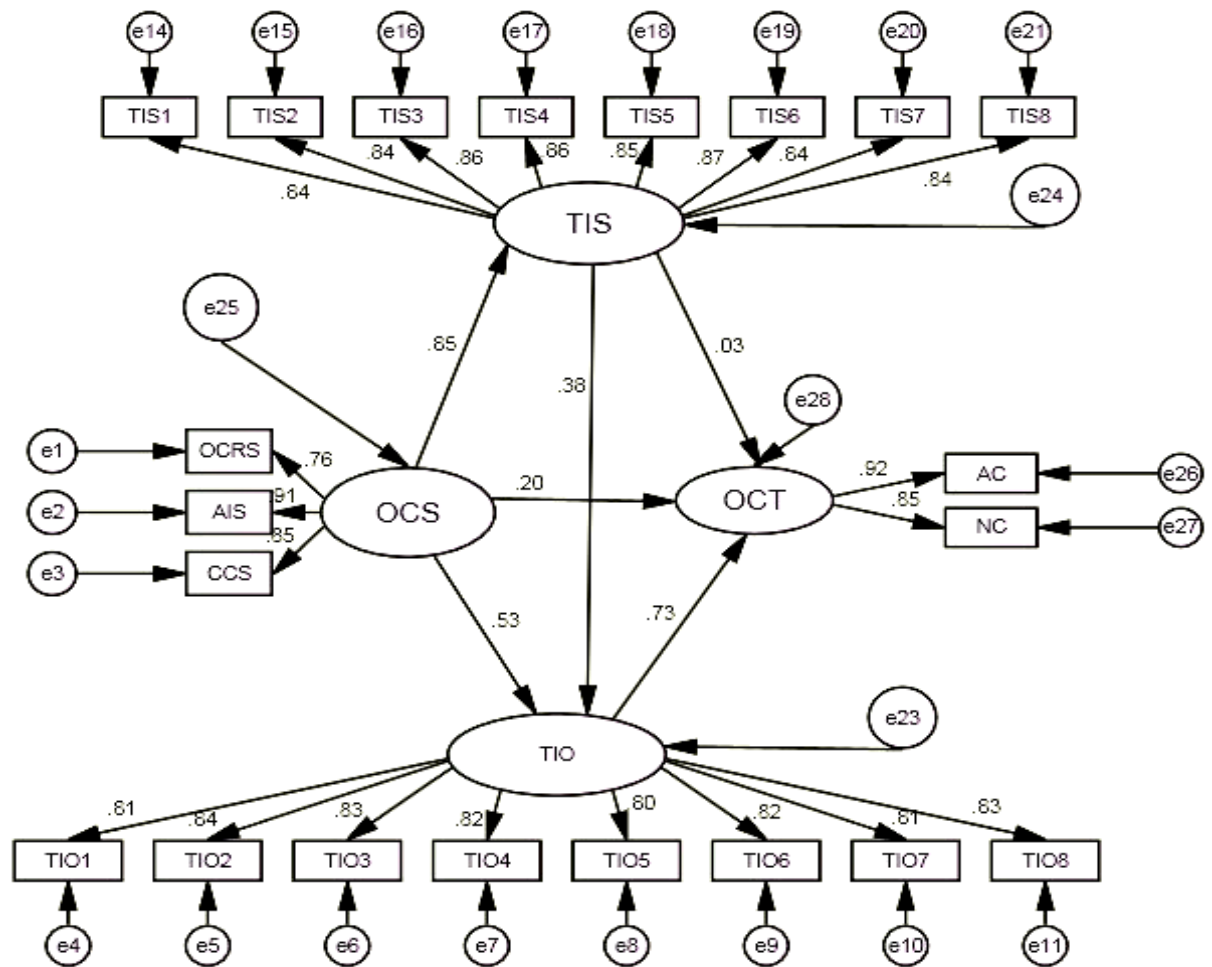 e14 e15 e16 e17 e18 e19 e20 e21
TIS1 TIS2 TIS3 TIS4 TIS5 TIS6 TIS7 TIS8
.84 .84 .86 .86 .85 .87 .84 .84
TIS
e24
e25
.85
.38
.03
e28
e1 OCRS .76
e2 AIS .91
e3 CCS .85
OCS
.20
OCT
.92 AC e26
.85 NC e27
.53
.73
e23
TIO
.81 .84 .83 .82 .80 .82 .81 .83
TIO1 TIO2 TIO3 TIO4 TIO5 TIO6 TIO7 TIO8
e4 e5 e6 e7 e8 e9 e10 e11